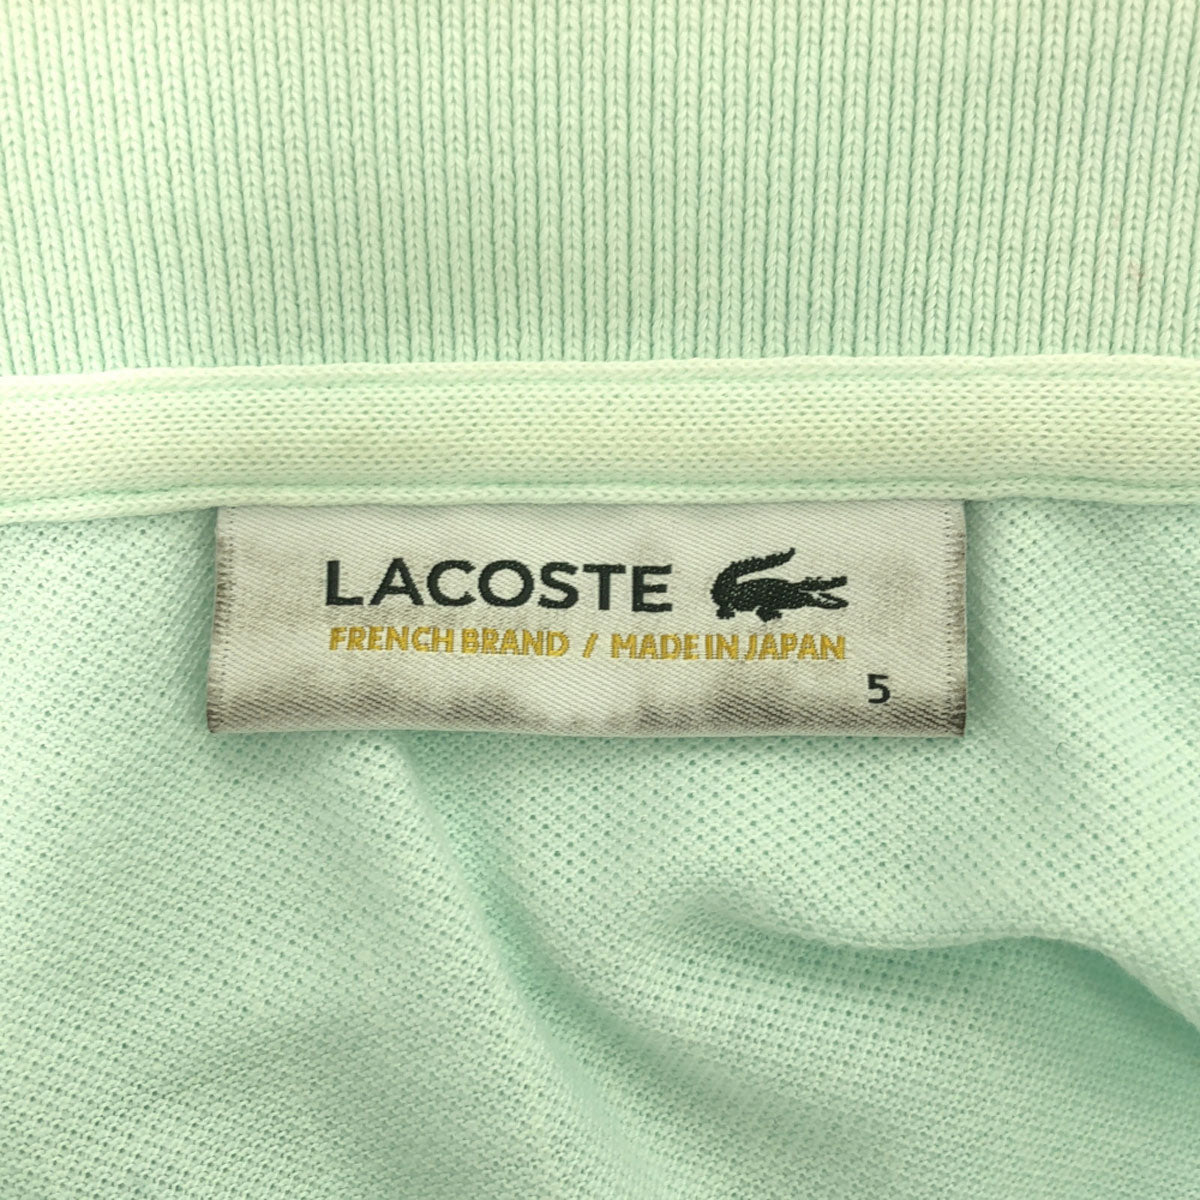 LACOSTE
FRENCH BRAND / MADE IN JAPAN
5